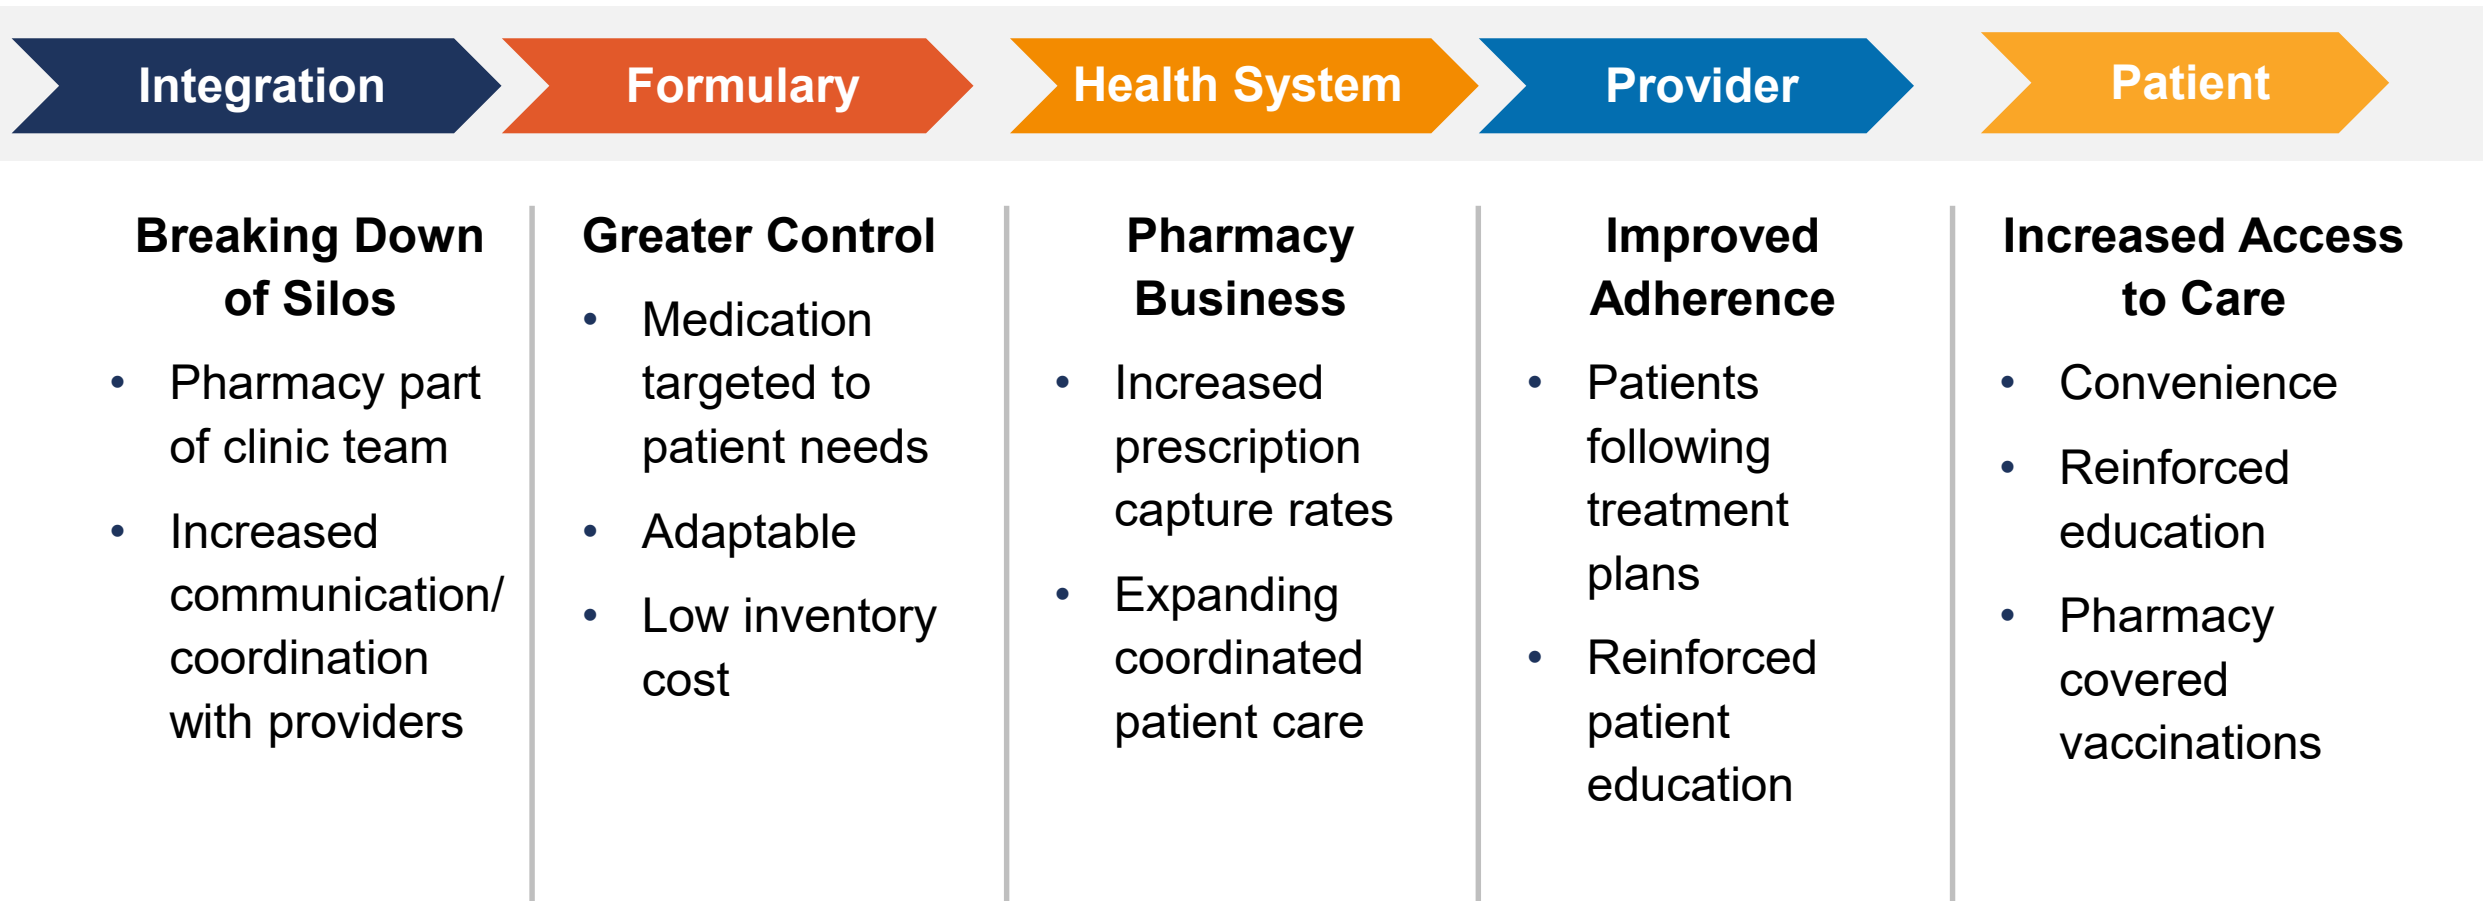 Integration
Formulary
Health System
Provider
Patient
Breaking Down
of Silos
• Pharmacy part
of clinic team
• Increased
communication/
coordination
with providers
Greater Control
• Medication
targeted to
patient needs
• Adaptable
• Low inventory
cost
Pharmacy
Business
• Increased
prescription
capture rates
• Expanding
coordinated
patient care
Improved
Adherence
• Patients
following
treatment
plans
• Reinforced
patient
education
Increased Access
to Care
• Convenience
• Reinforced
education
• Pharmacy
covered
vaccinations